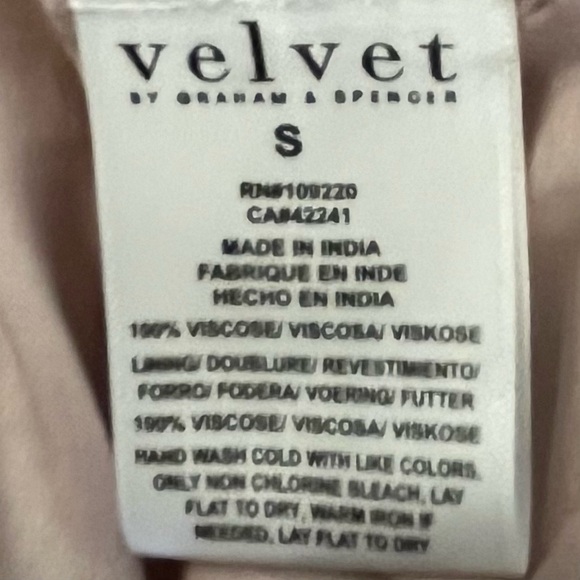 velvet
BY GRAHAM & SPENCER
S
RN#109220
CA#42241
MADE IN INDIA
FABRIQUE EN INDE
HECHO EN INDIA
100% VISCOSE/ VISCOSA/ VISKOSE
LINING/ DOUBLURE/ REVESTIMIENTO/
FORRO/ FODERA/ VOERING/ FUTTER
100% VISCOSE/ VISCOSA/ VISKOSE
HAND WASH COLD WITH LIKE COLORS.
ONLY NON CHLORINE BLEACH. LAY
FLAT TO DRY. WARM IRON IF
NEEDED. LAY FLAT TO DRY